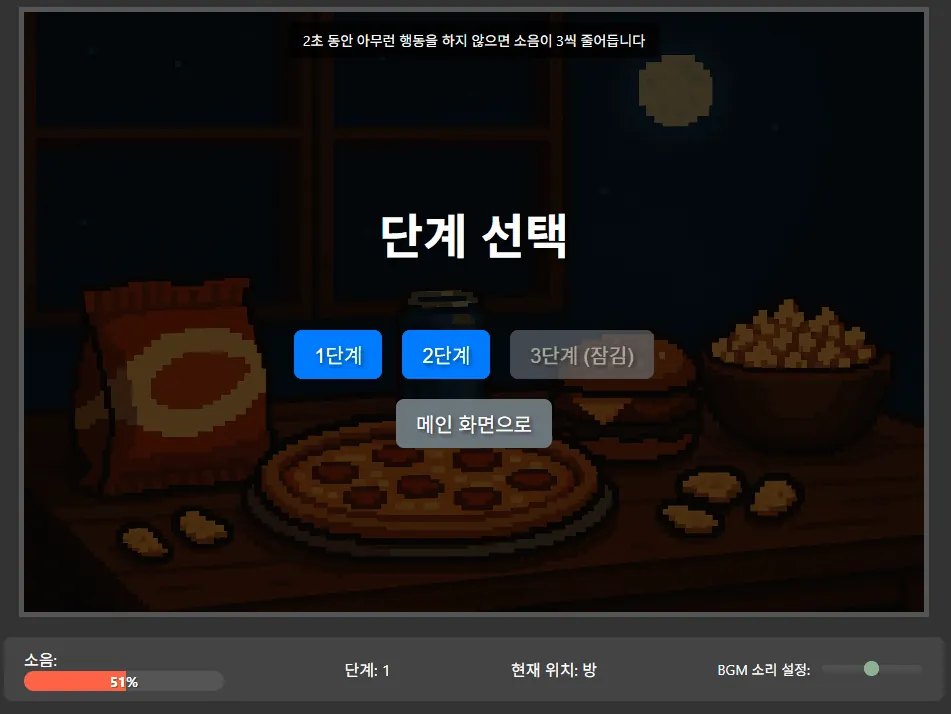 2초 동안 아무런 행동을 하지 않으면 소음이 3씩 줄어듭니다
단계 선택
1단계
2단계
3단계 (잠김)
메인 화면으로
소음:
51%
단계: 1
현재 위치: 방
BGM 소리 설정: